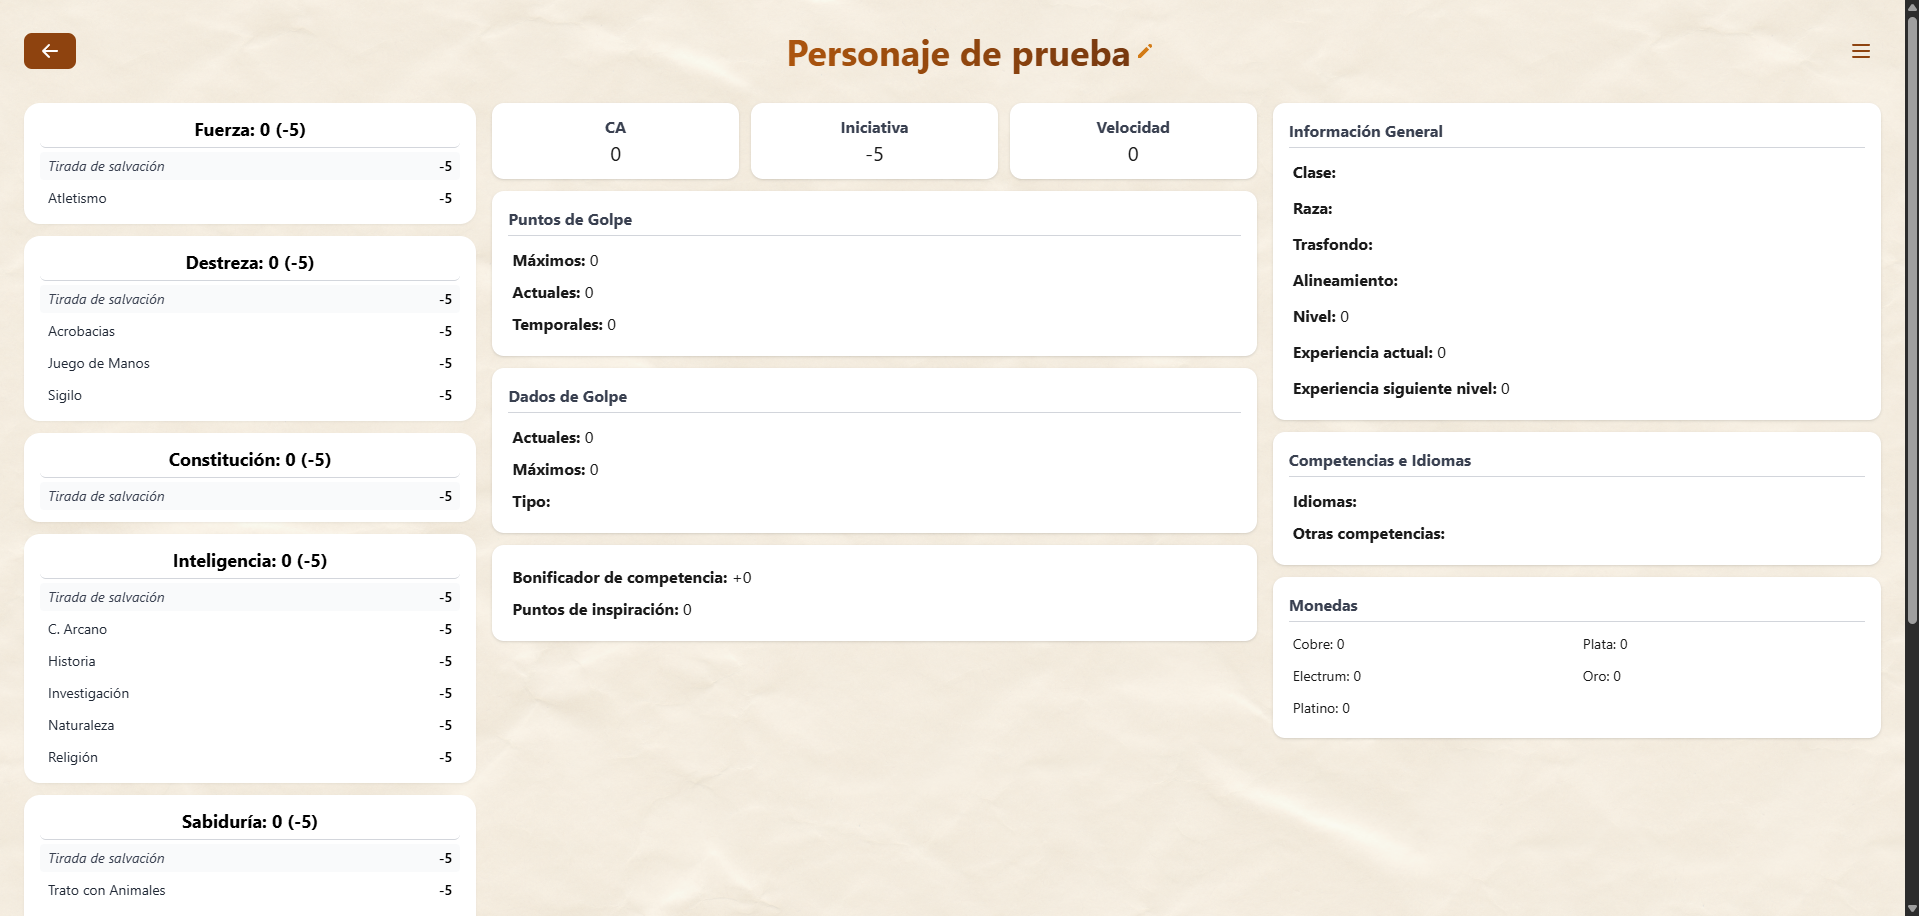 Personaje de prueba
Fuerza: 0 (-5)
Tirada de salvación -5
Atletismo -5
Destreza: 0 (-5)
Tirada de salvación -5
Acrobacias -5
Juego de Manos -5
Sigilo -5
Constitución: 0 (-5)
Tirada de salvación -5
Inteligencia: 0 (-5)
Tirada de salvación -5
C. Arcano -5
Historia -5
Investigación -5
Naturaleza -5
Religión -5
Sabiduría: 0 (-5)
Tirada de salvación -5
Trato con Animales -5
CA
0
Iniciativa
-5
Velocidad
0
Puntos de Golpe
Máximos: 0
Actuales: 0
Temporales: 0
Dados de Golpe
Actuales: 0
Máximos: 0
Tipo:
Bonificador de competencia: +0
Puntos de inspiración: 0
Información General
Clase:
Raza:
Trasfondo:
Alineamiento:
Nivel: 0
Experiencia actual: 0
Experiencia siguiente nivel: 0
Competencias e Idiomas
Idiomas:
Otras competencias:
Monedas
Cobre: 0 Plata: 0
Electrum: 0 Oro: 0
Platino: 0